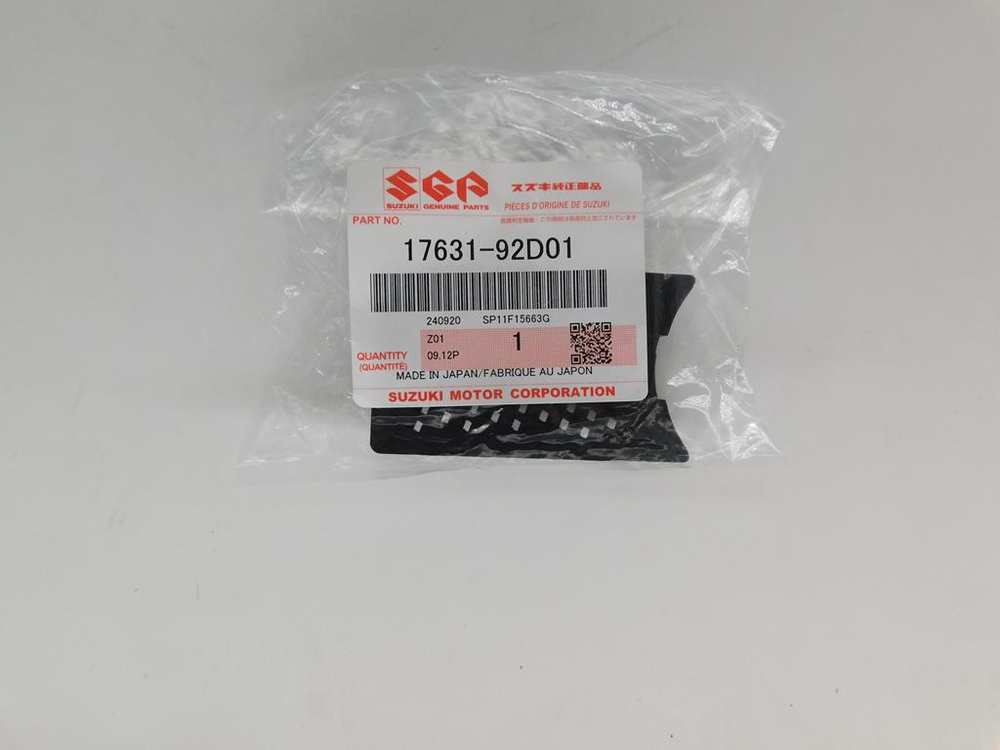 SGP スズキ純正部品
SUZUKI GENUINE PARTS PIÈCES D'ORIGINE DE SUZUKI
PART NO.
17631-92D01
240920 SP11F15663G
Z01 1
QUANTITY 09.12P
(QUANTITÉ)
MADE IN JAPAN/FABRIQUE AU JAPON
SUZUKI MOTOR CORPORATION